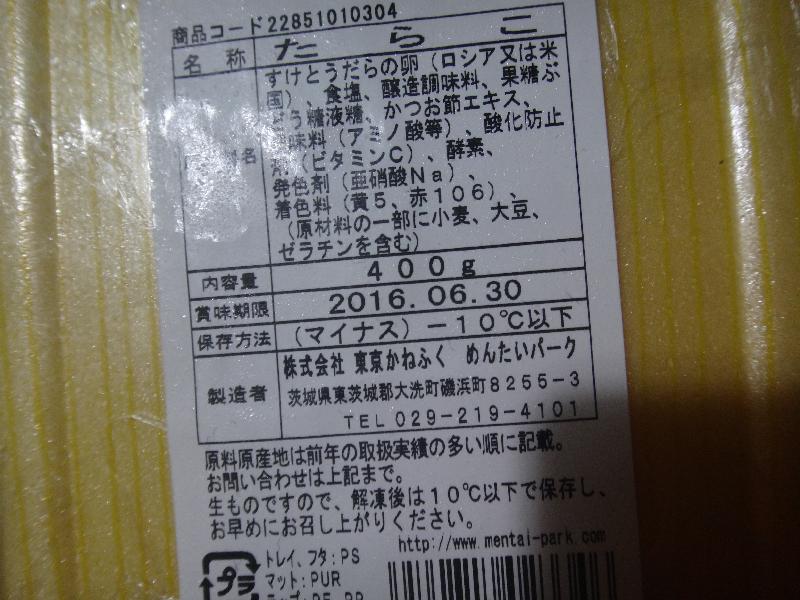 商品コード22851010304
名称 たらこ
すけとうだらの卵(ロシア又は米
国)、食塩、醸造調味料、果糖ぶ
どう糖液糖、かつお節エキス、
味料(アミノ酸等)、酸化防止
剤(ビタミンC)、酵素、
発色剤(亜硝酸Na)、
着色料(黄5、赤106)、
(原材料の一部に小麦、大豆、
ゼラチンを含む)
内容量 400g
賞味期限 2016.06.30
保存方法 (マイナス)-10℃以下
製造者 株式会社 東京かねふく めんたいパーク
茨城県東茨城郡大洗町磯浜町8255-3
TEL 029-219-4101
原料原産地は前年の取扱実績の多い順に記載。
お問い合わせは上記まで。
生ものですので、解凍後は10℃以下で保存し、
お早めにお召し上がりください。
http://www.mentai-park.com
プラ
トレイ、フタ:PS
マット:PUR